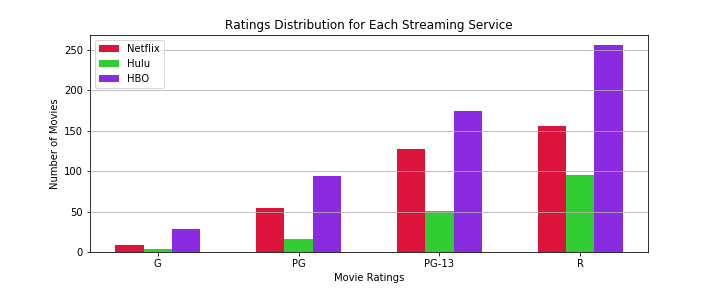 Ratings Distribution for Each Streaming Service
Netflix
Hulu
HBO
Number of Movies
250
200
150
100
50
0
G PG PG-13 R
Movie Ratings